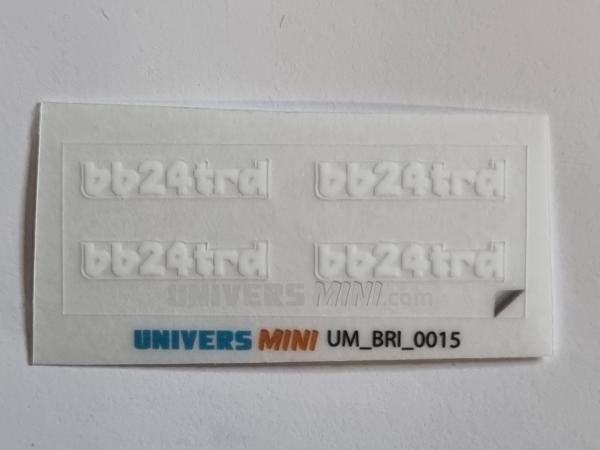 bb24trd bb24trd
bb24trd bb24trd
UNIVERS MINI.com
UNIVERS MINI UM_BRI_0015